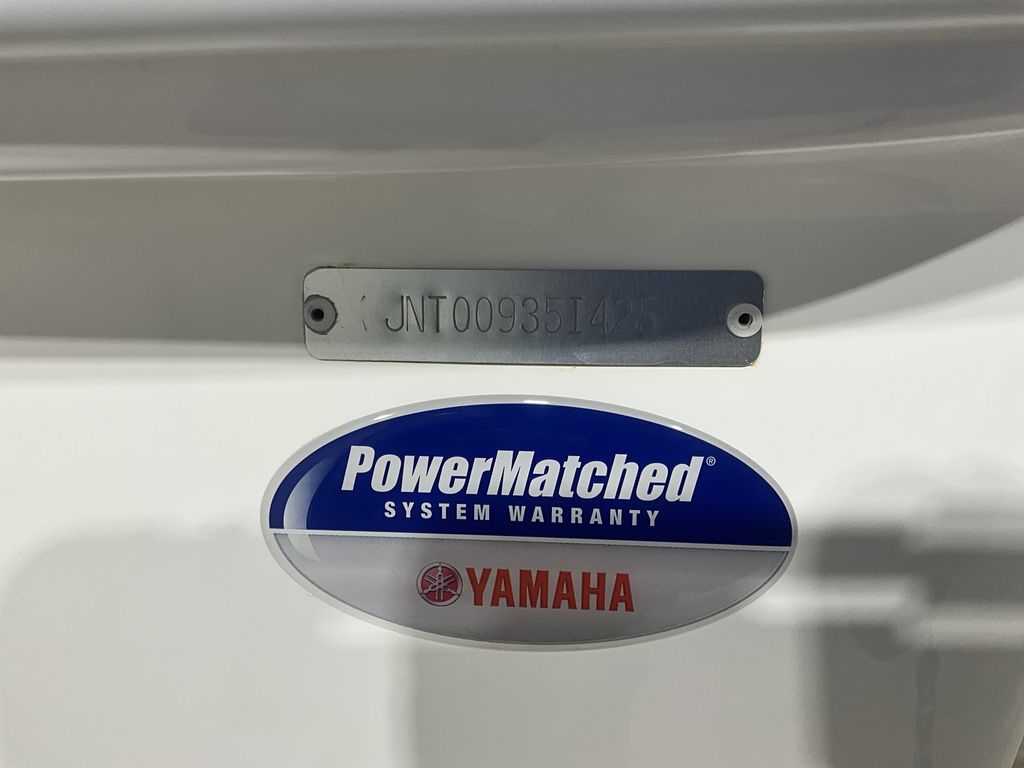 JNT00935I425
PowerMatched®
SYSTEM WARRANTY
YAMAHA